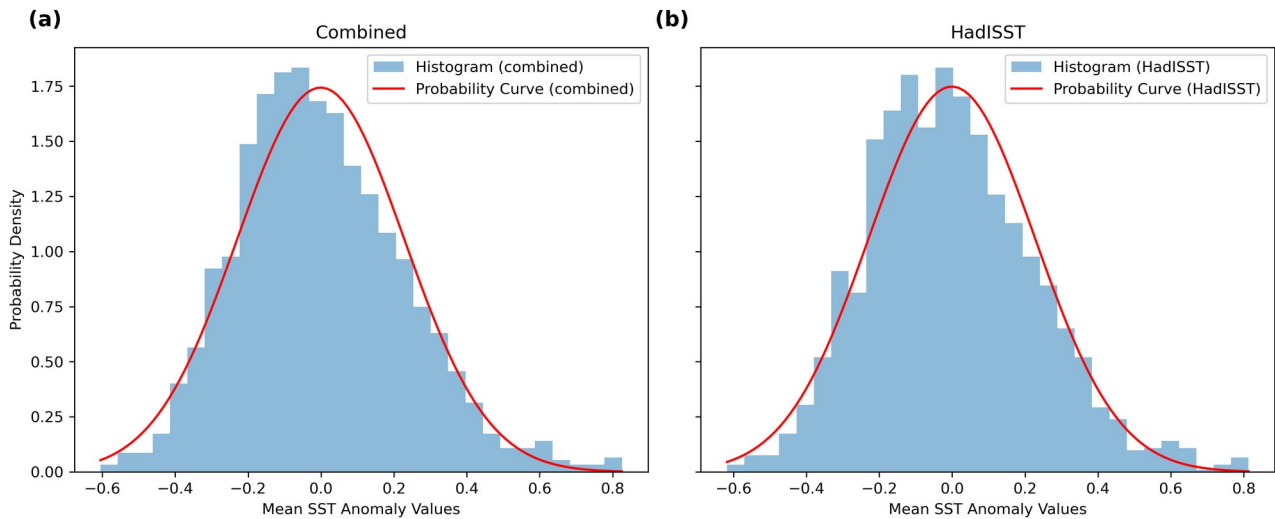 (a)
Combined
Histogram (combined)
Probability Curve (combined)
Probability Density
1.75
1.50
1.25
1.00
0.75
0.50
0.25
0.00
−0.6 −0.4 −0.2 0.0 0.2 0.4 0.6 0.8
Mean SST Anomaly Values
(b)
HadISST
Histogram (HadISST)
Probability Curve (HadISST)
−0.6 −0.4 −0.2 0.0 0.2 0.4 0.6 0.8
Mean SST Anomaly Values